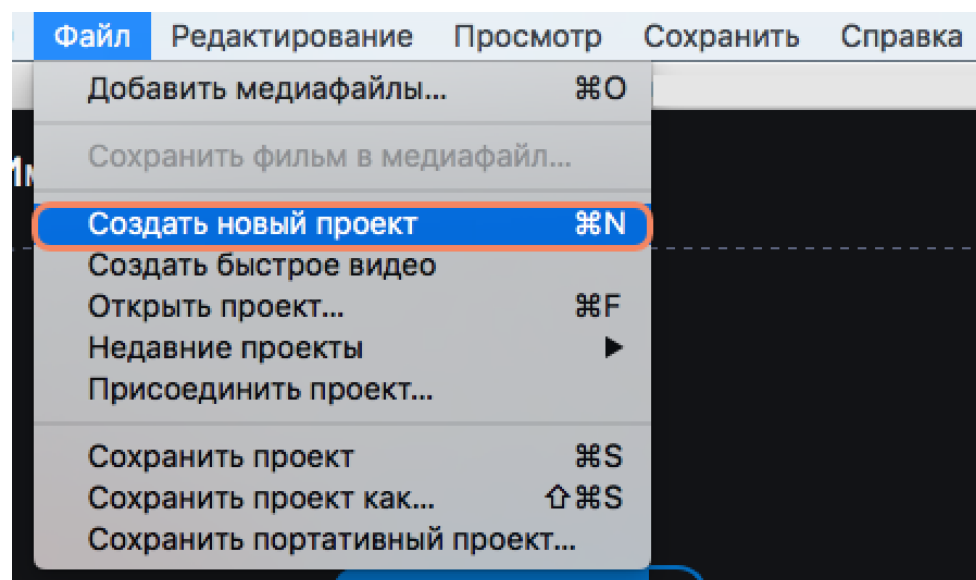 Файл Редактирование Просмотр Сохранить Справка
Добавить медиафайлы... ⌘O
Сохранить фильм в медиафайл...
Создать новый проект ⌘N
Создать быстрое видео
Открыть проект... ⌘F
Недавние проекты ▶
Присоединить проект...
Сохранить проект ⌘S
Сохранить проект как... ⇧⌘S
Сохранить портативный проект...